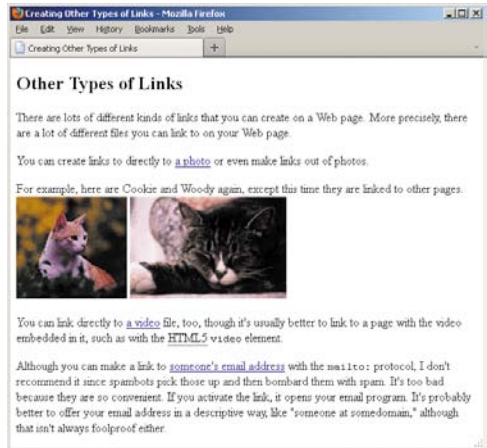 Creating Other Types of Links - Mozilla Firefox
File Edit View History Bookmarks Tools Help
Creating Other Types of Links
Other Types of Links
There are lots of different kinds of links that you can create on a Web page. More precisely, there
are a lot of different files you can link to on your Web page.
You can create links to directly to a photo or even make links out of photos.
For example, here are Cookie and Woody again, except this time they are linked to other pages.
You can link directly to a video file, too, though it's usually better to link to a page with the video
embedded in it, such as with the HTML5 video element.
Although you can make a link to someone's email address with the mailto: protocol, I don't
recommend it since spambots pick those up and then bombard them with spam. It's too bad
because they are so convenient. If you activate the link, it opens your email program. It's probably
better to offer your email address in a descriptive way, like "someone at somedomain," although
that isn't always foolproof either.